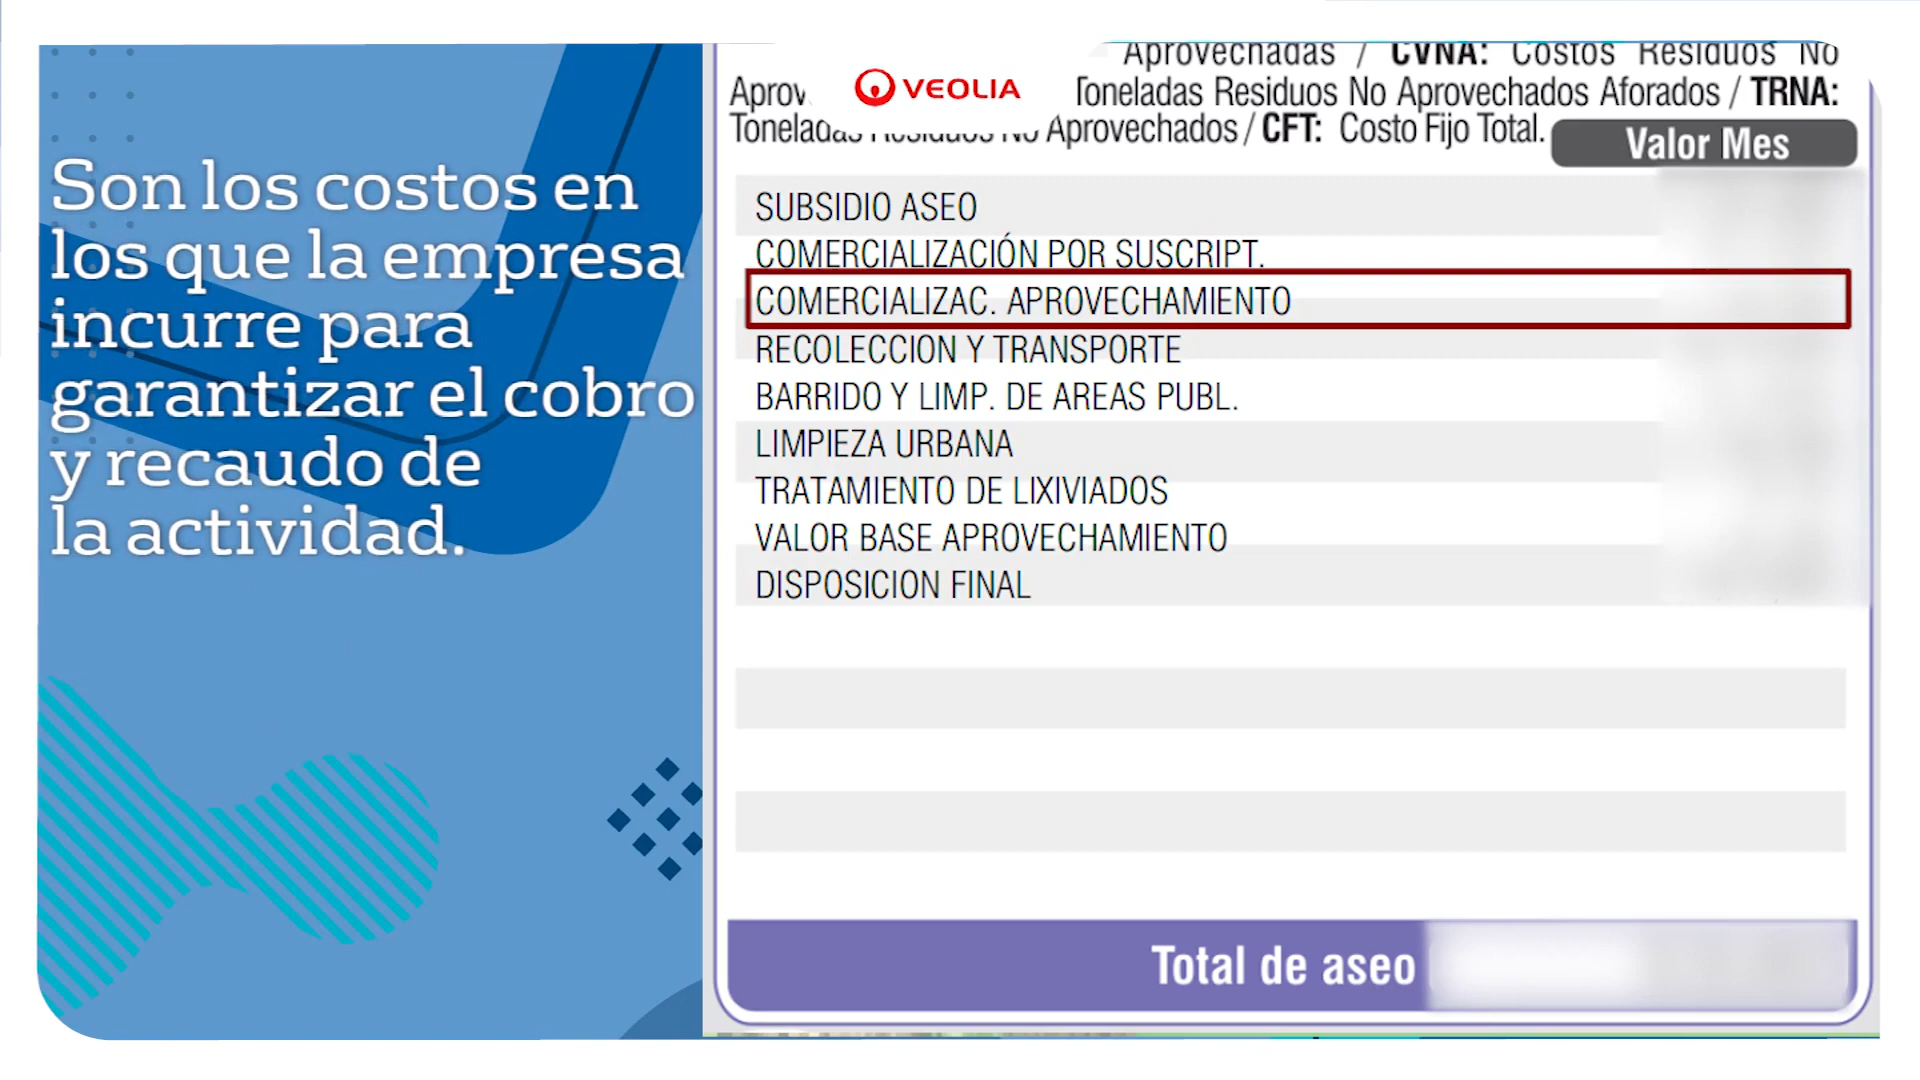 Son los costos en
los que la empresa
incurre para
garantizar el cobro
y recaudo de
la actividad.
VEOLIA
Aprovechadas / CVNA: Costos Residuos No
Toneladas Residuos No Aprovechados Aforados / TRNA:
No Aprovechados / CFT: Costo Fijo Total.
Valor Mes
SUBSIDIO ASEO
COMERCIALIZACIÓN POR SUSCRIPT.
COMERCIALIZAC. APROVECHAMIENTO
RECOLECCION Y TRANSPORTE
BARRIDO Y LIMP. DE AREAS PUBL.
LIMPIEZA URBANA
TRATAMIENTO DE LIXIVIADOS
VALOR BASE APROVECHAMIENTO
DISPOSICION FINAL
Total de aseo